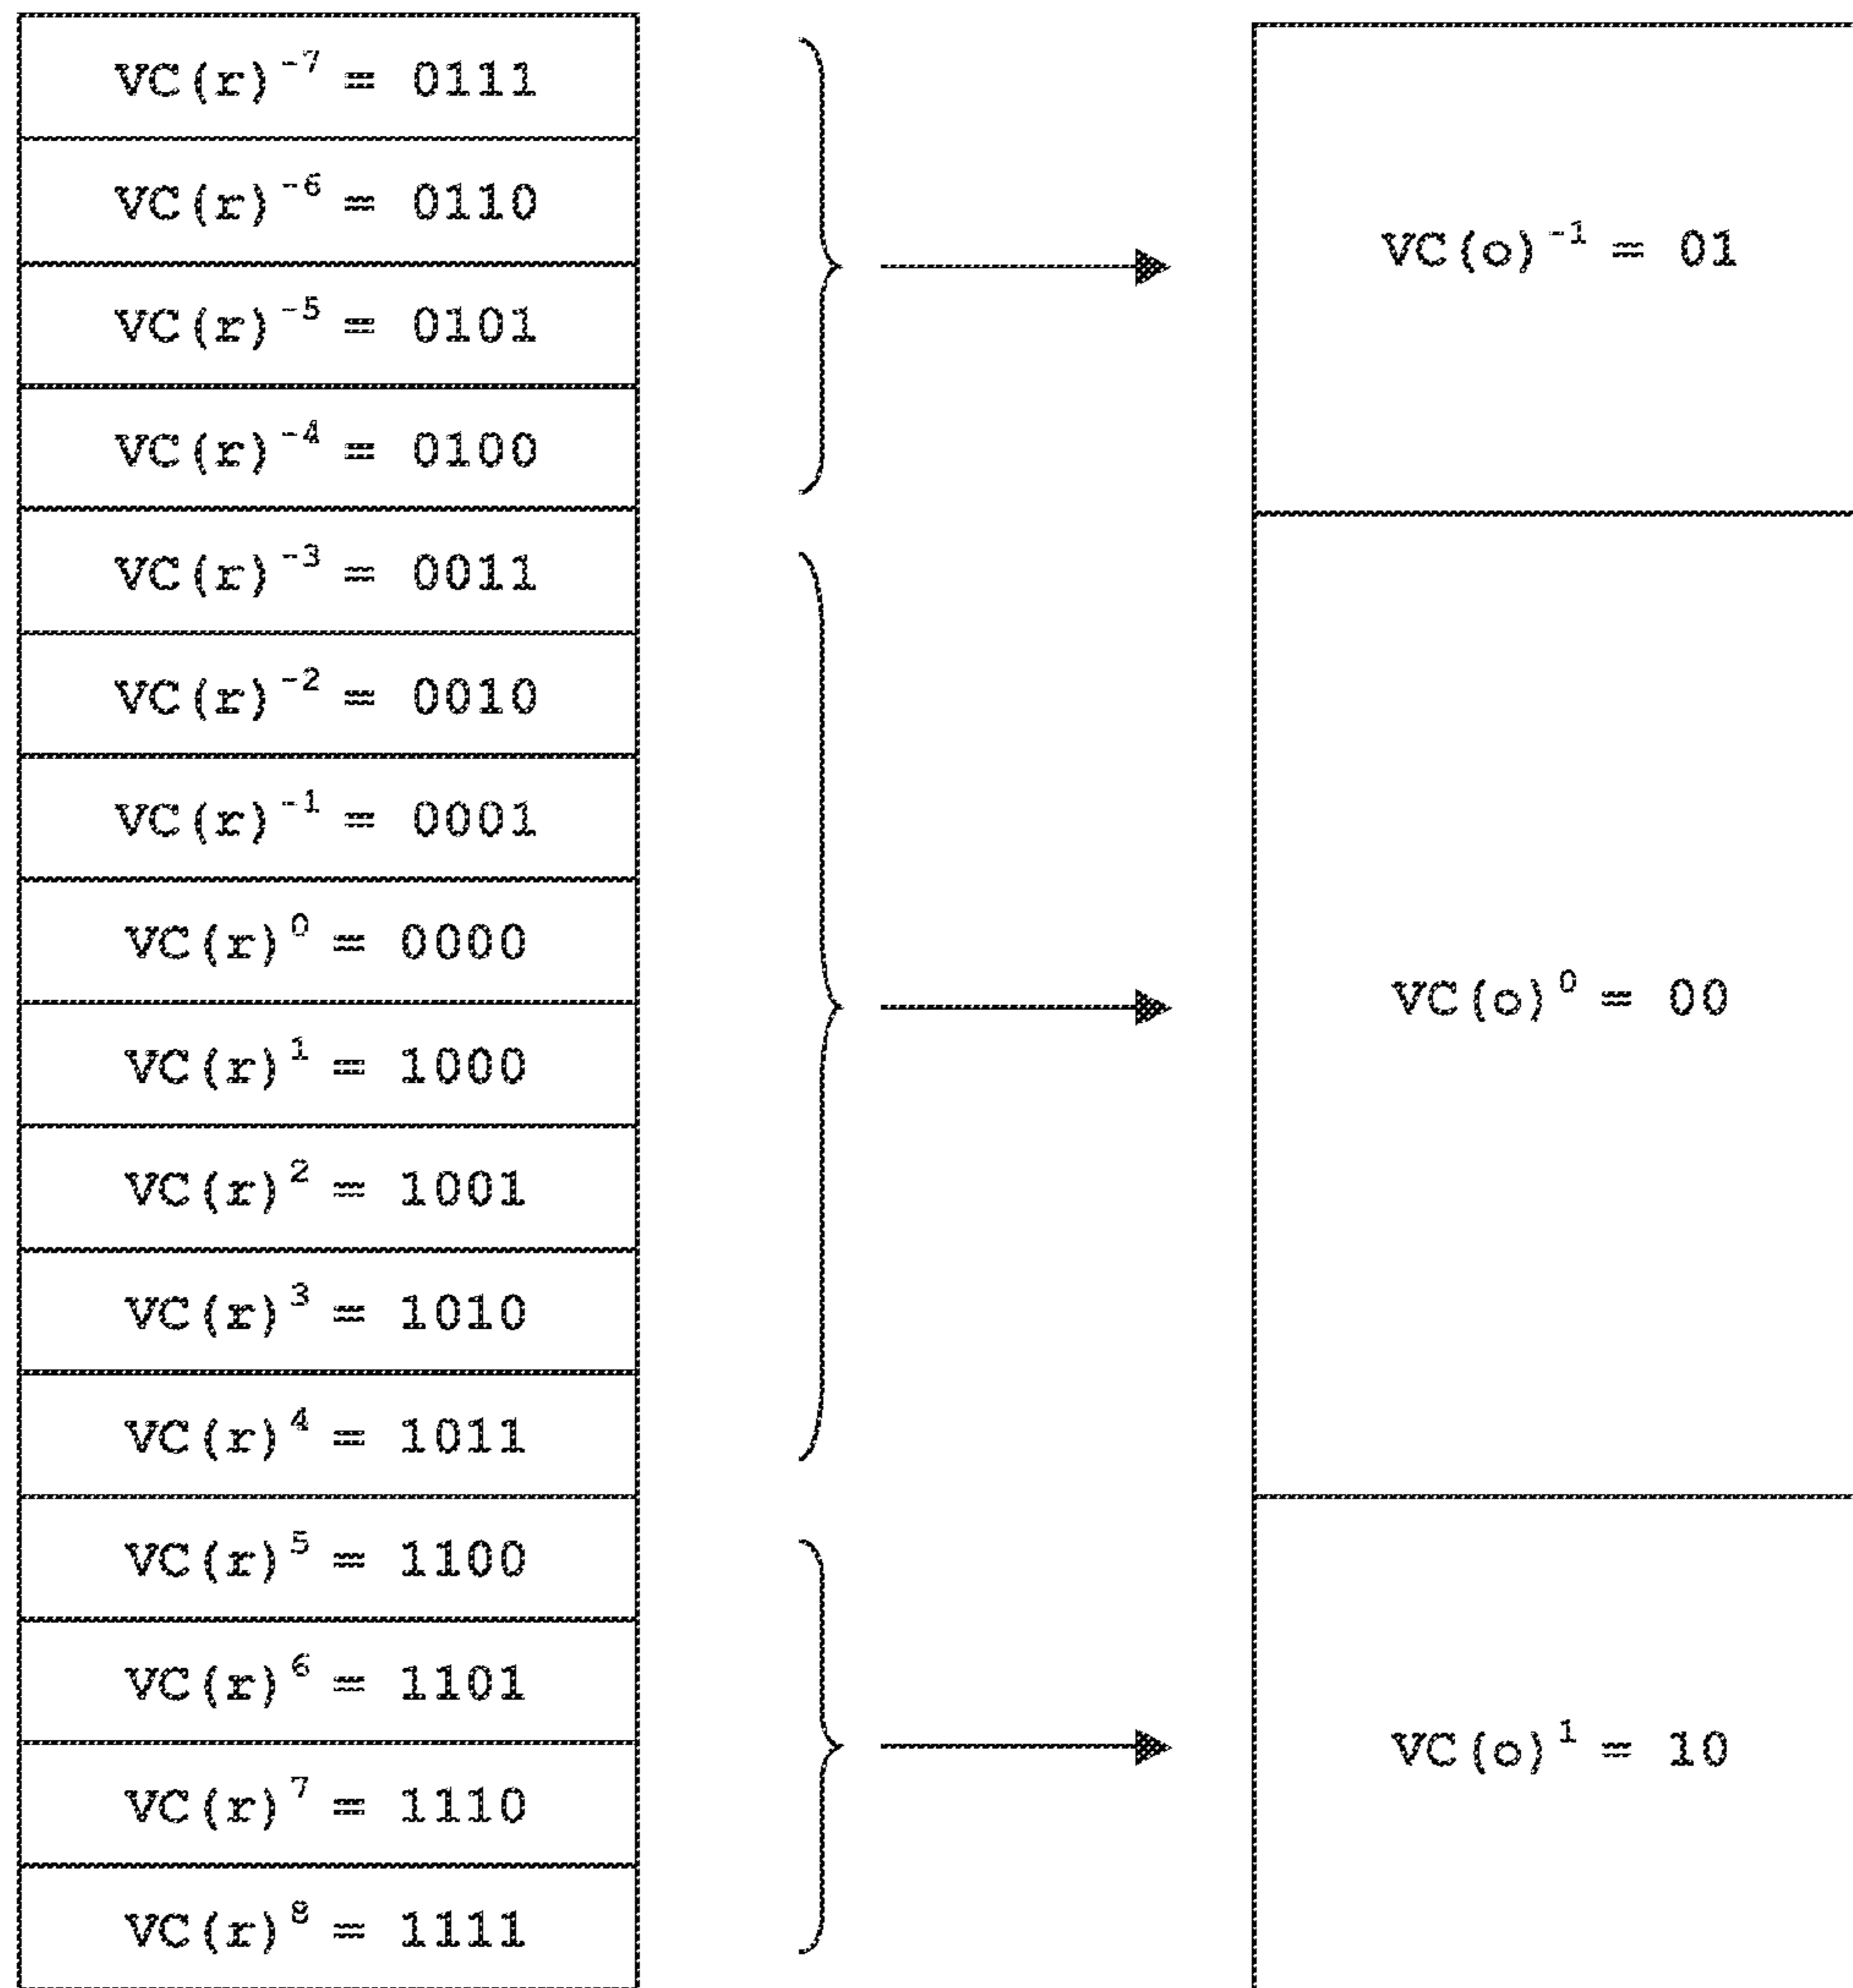 VC(r)⁻⁷ = 0111
VC(r)⁻⁶ = 0110
VC(r)⁻⁵ = 0101
VC(r)⁻⁴ = 0100
VC(r)⁻³ = 0011
VC(r)⁻² = 0010
VC(r)⁻¹ = 0001
VC(r)⁰ = 0000
VC(r)¹ = 1000
VC(r)² = 1001
VC(r)³ = 1010
VC(r)⁴ = 1011
VC(r)⁵ = 1100
VC(r)⁶ = 1101
VC(r)⁷ = 1110
VC(r)⁸ = 1111
VC(o)⁻¹ = 01
VC(o)⁰ = 00
VC(o)¹ = 10